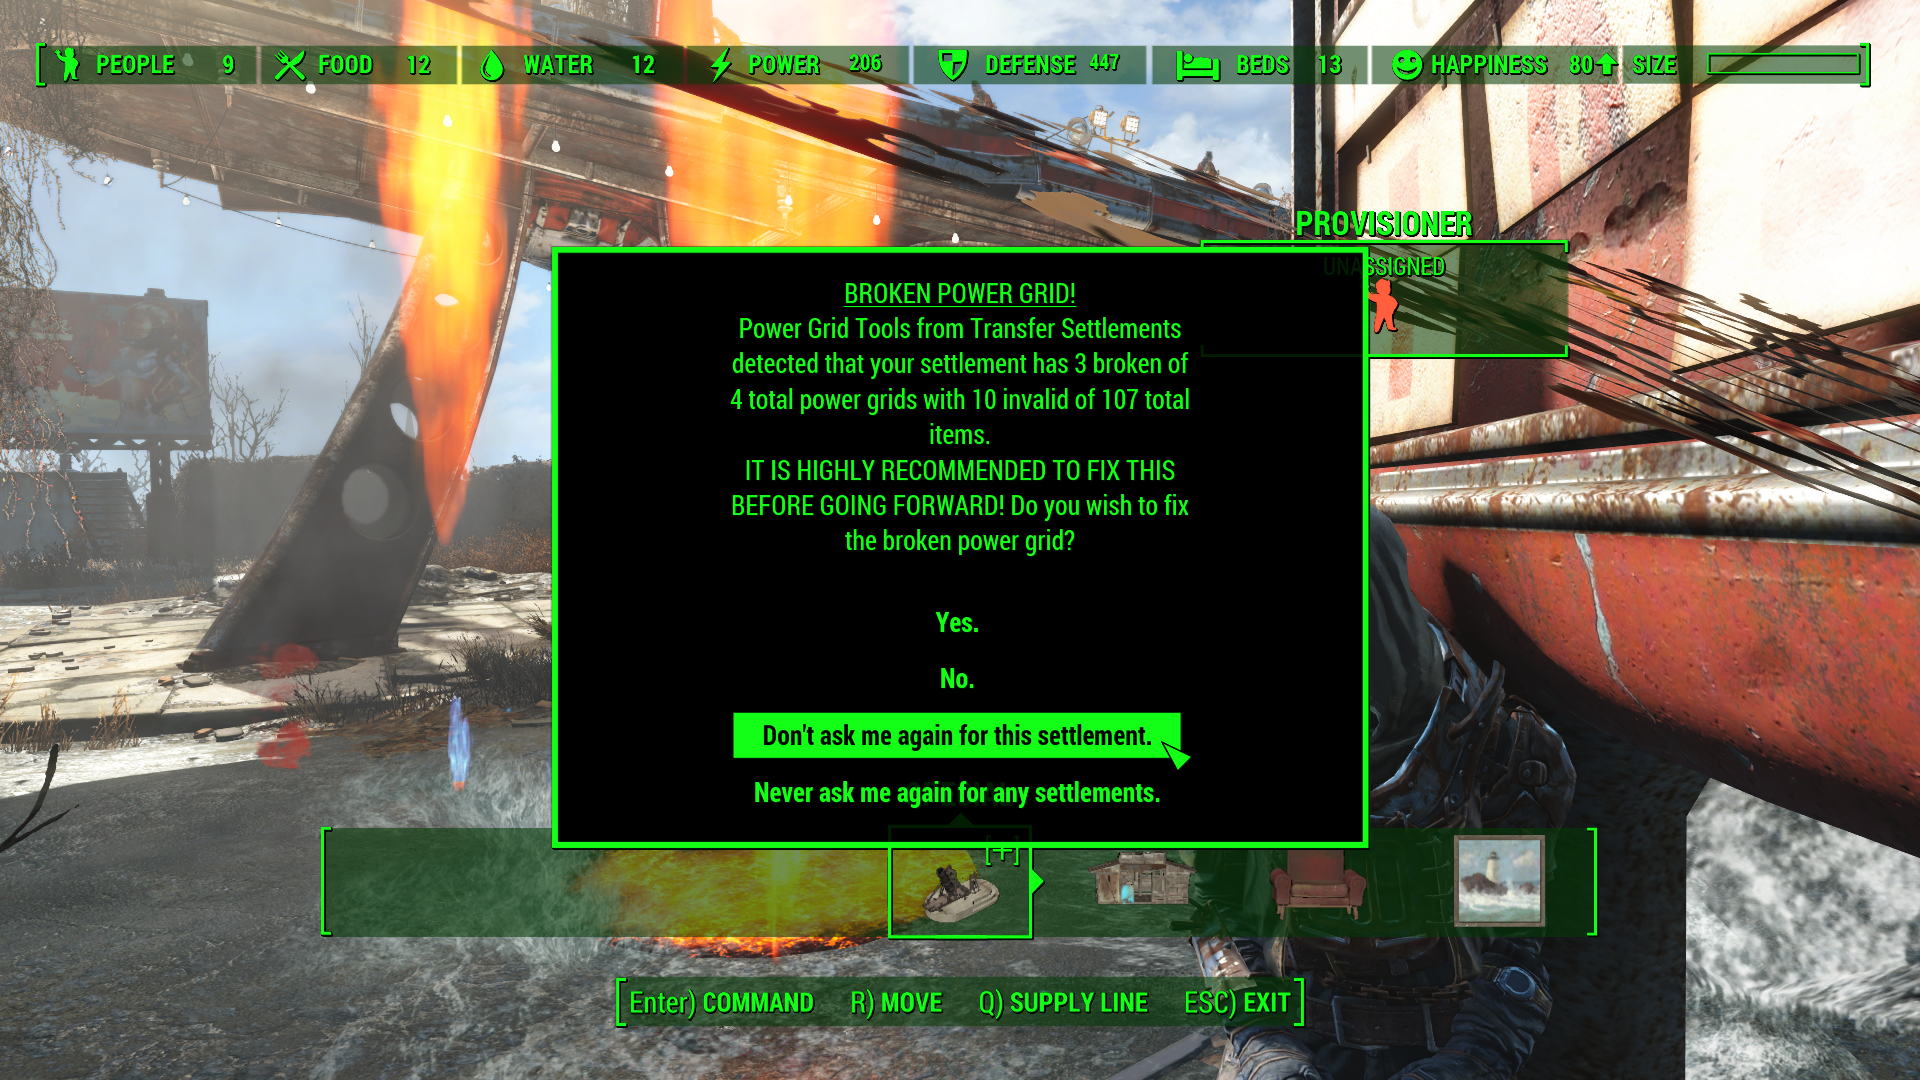 PEOPLE 9 FOOD 12 WATER 12 POWER 206 DEFENSE 447 BEDS 13 HAPPINESS 80 SIZE
PROVISIONER
UNASSIGNED
BROKEN POWER GRID!
Power Grid Tools from Transfer Settlements
detected that your settlement has 3 broken of
4 total power grids with 10 invalid of 107 total
items.
IT IS HIGHLY RECOMMENDED TO FIX THIS
BEFORE GOING FORWARD! Do you wish to fix
the broken power grid?
Yes.
No.
Don't ask me again for this settlement.
Never ask me again for any settlements.
Enter) COMMAND R) MOVE Q) SUPPLY LINE ESC) EXIT